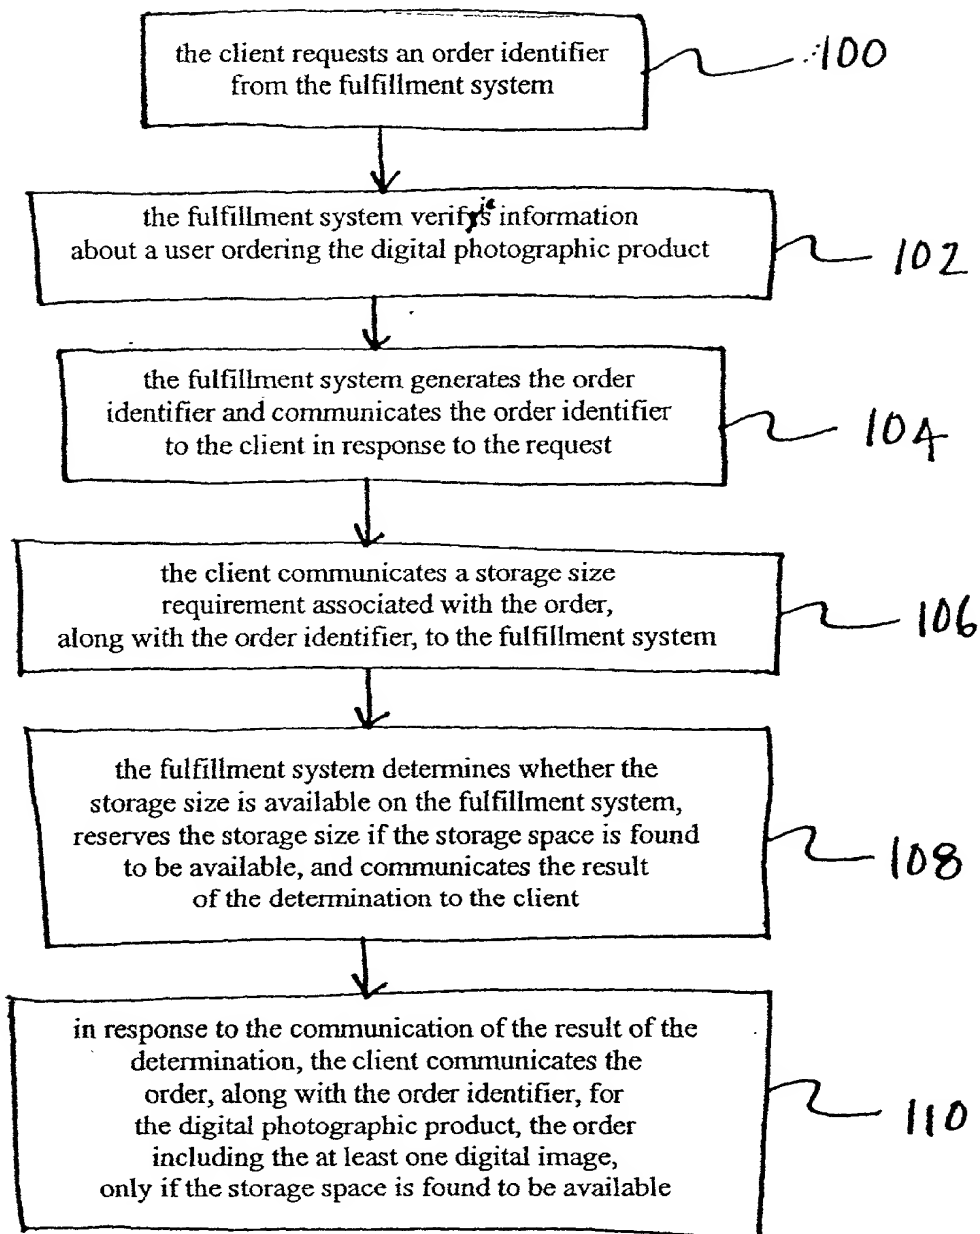 the client requests an order identifier
from the fulfillment system
100
the fulfillment system verifies information
about a user ordering the digital photographic product
102
the fulfillment system generates the order
identifier and communicates the order identifier
to the client in response to the request
104
the client communicates a storage size
requirement associated with the order,
along with the order identifier, to the fulfillment system
106
the fulfillment system determines whether the
storage size is available on the fulfillment system,
reserves the storage size if the storage space is found
to be available, and communicates the result
of the determination to the client
108
in response to the communication of the result of the
determination, the client communicates the
order, along with the order identifier, for
the digital photographic product, the order
including the at least one digital image,
only if the storage space is found to be available
110